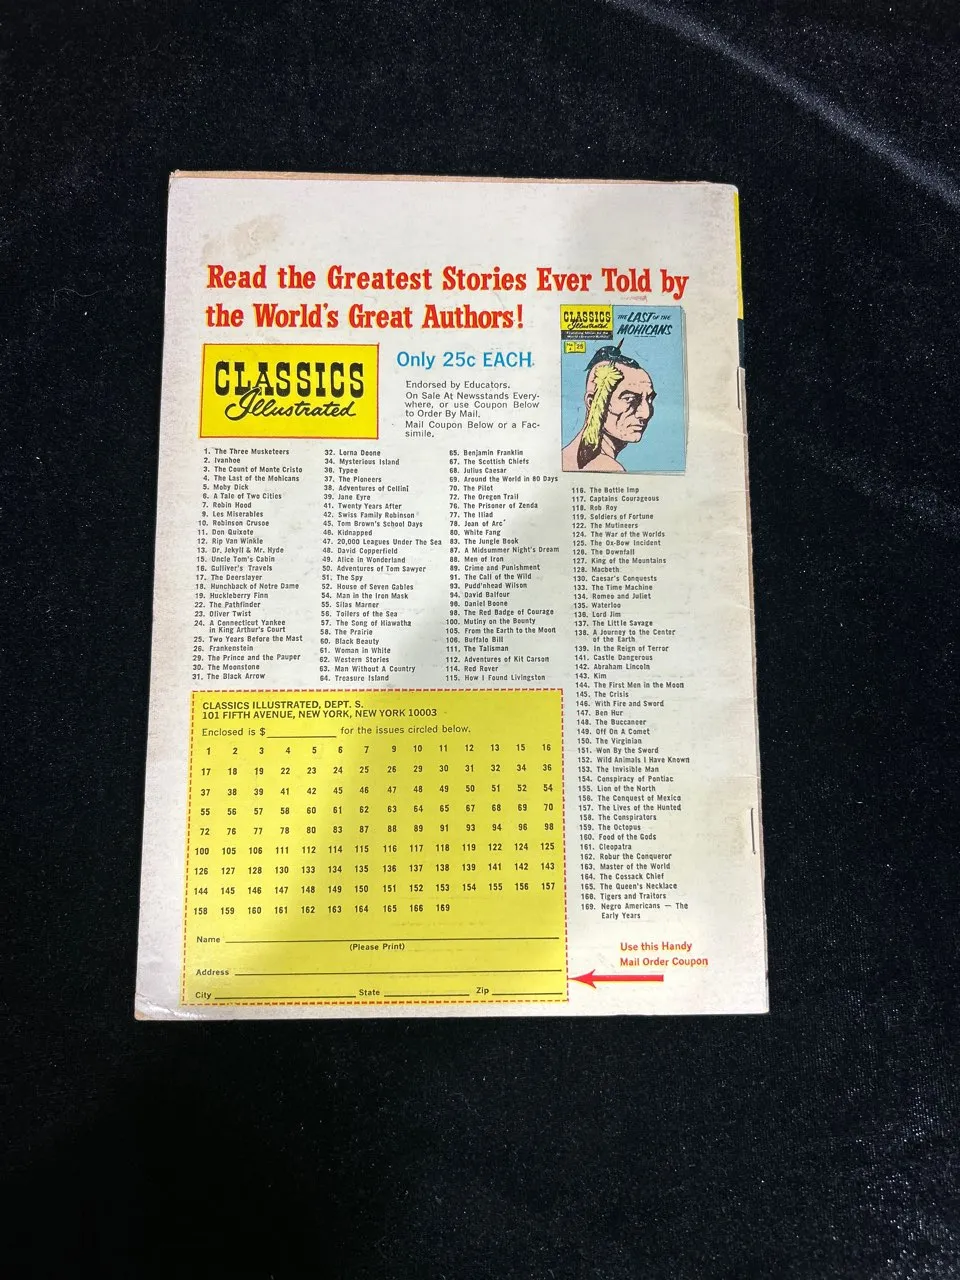 Read the Greatest Stories Ever Told by
the World's Great Authors!
CLASSICS
Illustrated
Only 25c EACH.
Endorsed by Educators.
On Sale At Newsstands Every-
where, or use Coupon Below
to Order By Mail.
Mail Coupon Below or a Fac-
simile.
CLASSICS
Illustrated
THE LAST OF THE
MOHICANS
25
1. The Three Musketeers
2. Ivanhoe
3. The Count of Monte Cristo
4. The Last of the Mohicans
5. Moby Dick
6. A Tale of Two Cities
7. Robin Hood
9. Les Miserables
10. Robinson Crusoe
11. Don Quixote
12. Rip Van Winkle
13. Dr. Jekyll & Mr. Hyde
15. Uncle Tom's Cabin
16. Gulliver's Travels
17. The Deerslayer
18. Hunchback of Notre Dame
19. Huckleberry Finn
22. The Pathfinder
23. Oliver Twist
24. A Connecticut Yankee
in King Arthur's Court
25. Two Years Before the Mast
26. Frankenstein
29. The Prince and the Pauper
30. The Moonstone
31. The Black Arrow
32. Lorna Doone
34. Mysterious Island
36. Typee
37. The Pioneers
38. Adventures of Cellini
39. Jane Eyre
41. Twenty Years After
42. Swiss Family Robinson
45. Tom Brown's School Days
46. Kidnapped
47. 20,000 Leagues Under The Sea
48. David Copperfield
49. Alice in Wonderland
50. Adventures of Tom Sawyer
51. The Spy
52. House of Seven Gables
54. Man in the Iron Mask
55. Silas Marner
56. Toilers of the Sea
57. The Song of Hiawatha
58. The Prairie
60. Black Beauty
61. Woman in White
62. Western Stories
63. Man Without A Country
64. Treasure Island
65. Benjamin Franklin
67. The Scottish Chiefs
68. Julius Caesar
69. Around the World in 80 Days
70. The Pilot
72. The Oregon Trail
76. The Prisoner of Zenda
77. The Iliad
78. Joan of Arc
80. White Fang
83. The Jungle Book
87. A Midsummer Night's Dream
88. Men of Iron
89. Crime and Punishment
91. The Call of the Wild
93. Pudd'nhead Wilson
94. David Balfour
96. Daniel Boone
98. The Red Badge of Courage
100. Mutiny on the Bounty
105. From the Earth to the Moon
106. Buffalo Bill
111. The Talisman
112. Adventures of Kit Carson
114. Red Rover
115. How I Found Livingston
116. The Bottle Imp
117. Captains Courageous
118. Rob Roy
119. Soldiers of Fortune
122. The Mutineers
124. The War of the Worlds
125. The Ox-Bow Incident
126. The Downfall
127. King of the Mountains
128. Macbeth
130. Caesar's Conquests
133. The Time Machine
134. Romeo and Juliet
135. Waterloo
136. Lord Jim
137. The Little Savage
138. A Journey to the Center
of the Earth
139. In the Reign of Terror
141. Castle Dangerous
142. Abraham Lincoln
143. Kim
144. The First Men in the Moon
145. The Crisis
146. With Fire and Sword
147. Ben Hur
148. The Buccaneer
149. Off On a Comet
150. The Virginian
151. Won By the Sword
152. Wild Animals I Have Known
153. The Invisible Man
154. Conspiracy of Pontiac
155. Lion of the North
156. The Conquest of Mexico
157. The Lives of the Hunted
158. The Conspirators
159. The Octopus
160. Food of the Gods
161. Cleopatra
162. Robur the Conqueror
163. Master of the World
164. The Cossack Chief
165. The Queen's Necklace
166. Tigers and Traitors
169. Negro Americans — The
Early Years
CLASSICS ILLUSTRATED, DEPT. S.
101 FIFTH AVENUE, NEW YORK, NEW YORK 10003
Enclosed is $ for the issues circled below.
1 2 3 4 5 6 7 9 10 11 12 13 15 16
17 18 19 22 23 24 25 26 29 30 31 32 34 36
37 38 39 41 42 45 46 47 48 49 50 51 52 54
55 56 57 58 60 61 62 63 64 65 67 68 69 70
72 76 77 78 80 83 87 88 89 91 93 94 96 98
100 105 106 111 112 114 115 116 117 118 119 122 124 125
126 127 128 130 133 134 135 136 137 138 139 141 142 143
144 145 146 147 148 149 150 151 152 153 154 155 156 157
158 159 160 161 162 163 164 165 166 169
Name
(Please Print)
Address
City State Zip
Use this Handy
Mail Order Coupon